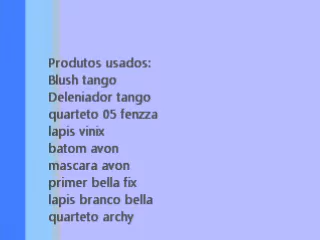 Produtos usados:
Blush tango
Deleniador tango
quarteto 05 fenzza
lapis vinix
batom avon
mascara avon
primer bella fix
lapis branco bella
quarteto archy